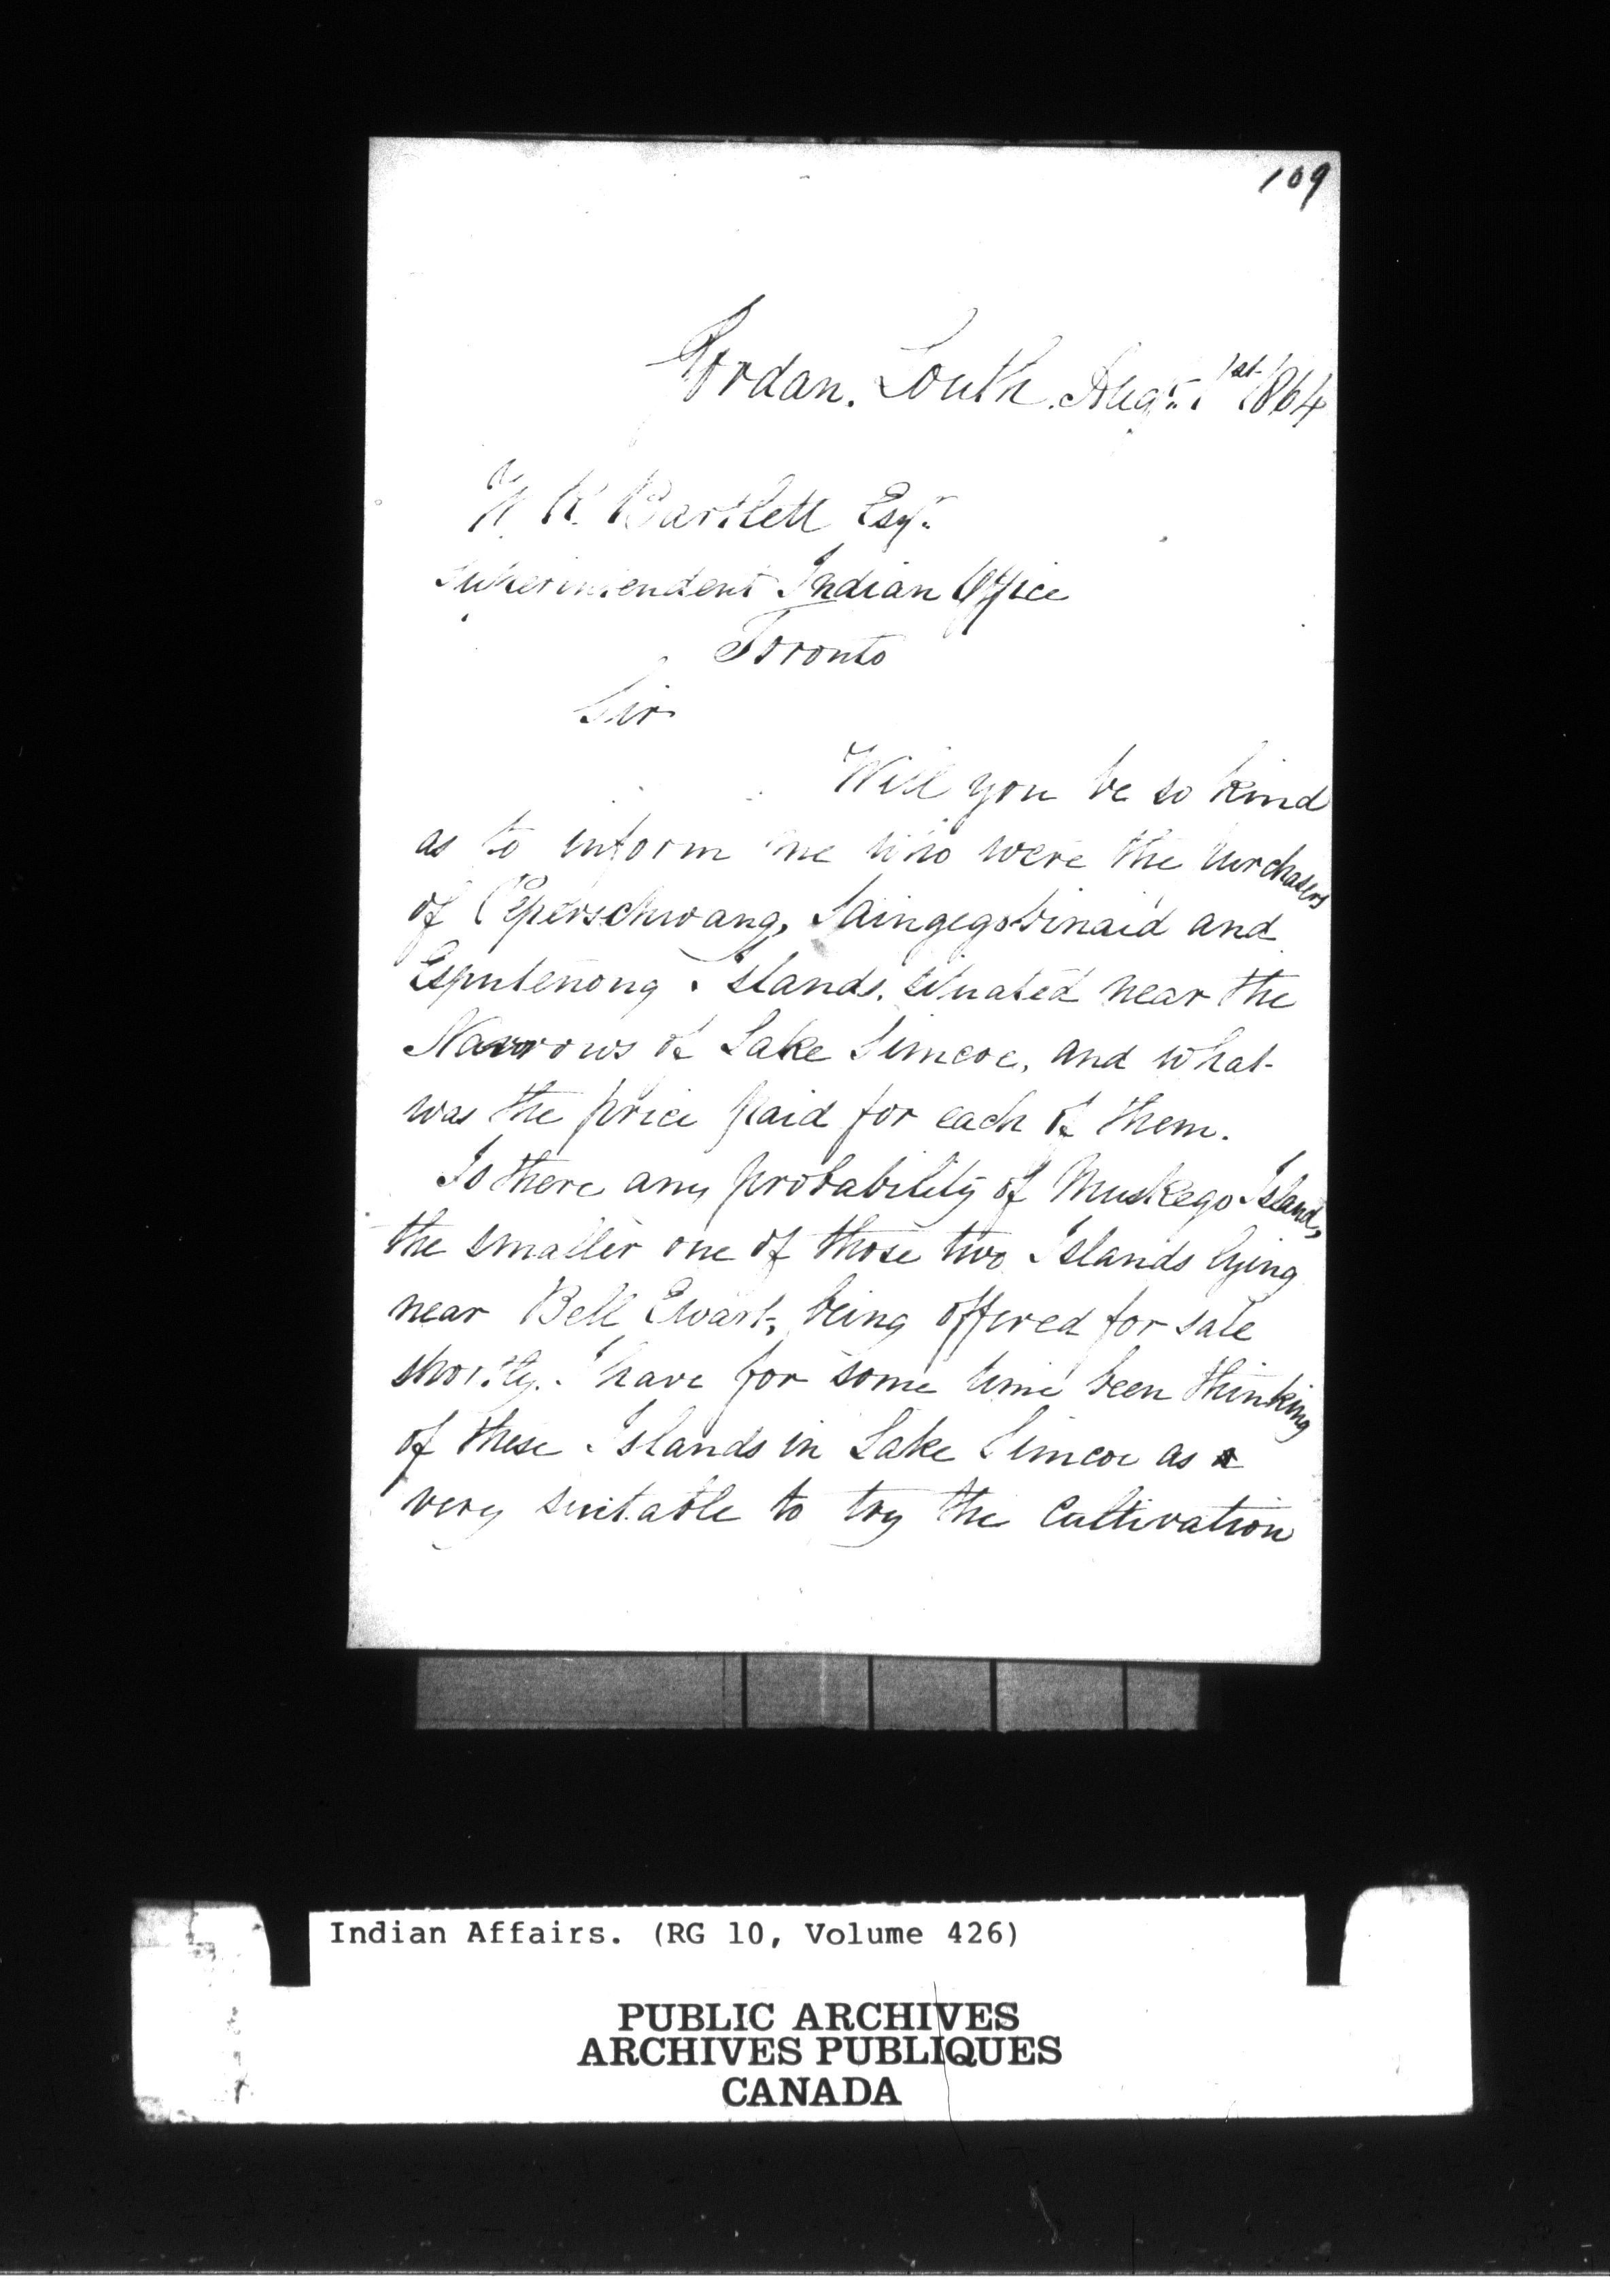 109
Jordan. South. Augst. 1st 1864
W. R. Bartlett Esqr.
Superintendent Indian Office
Toronto
Sir
Will you be so kind
as to inform me who were the purchasers
of and
Islands, situated near the
Narrows of Lake Simcoe, and what
was the price paid for each of them.
Is there any probability of Muskego Island,
the smaller one of those two Islands lying
near Bell Ewart, being offered for sale
shortly. I have for some time been thinking
of these Islands in Lake Simcoe as a
very suitable to try the Cultivation
Indian Affairs. (RG 10, Volume 426)
PUBLIC ARCHIVES
ARCHIVES PUBLIQUES
CANADA